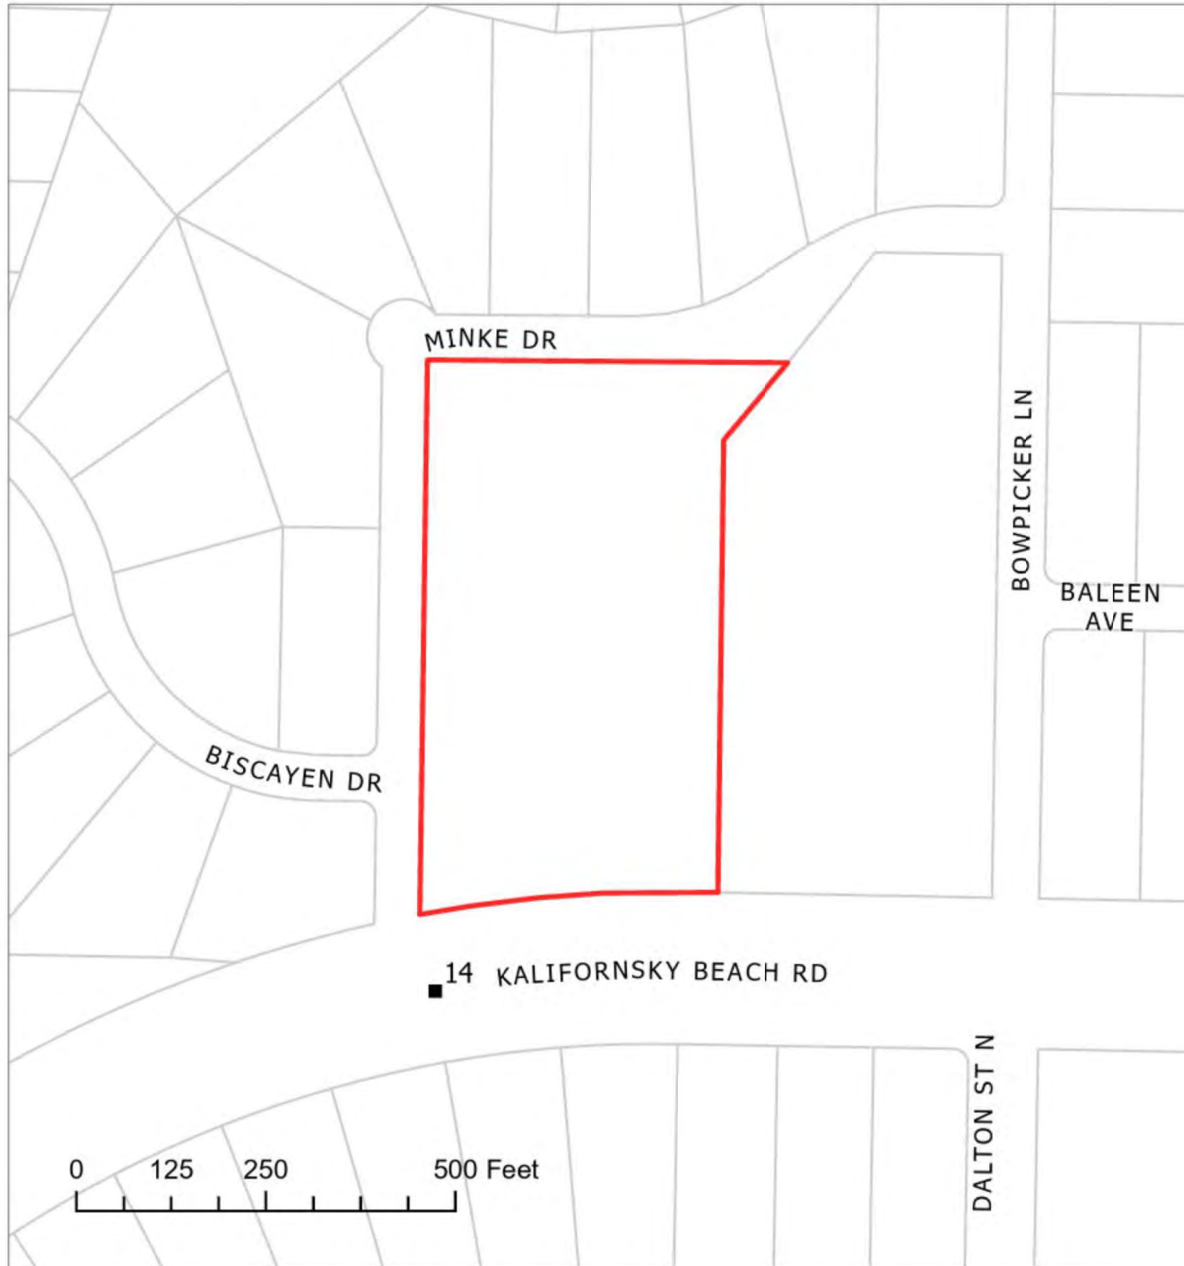 MINKE DR
BOWPICKER LN
BALEEN
AVE
BISCAYEN DR
14
KALIFORNSKY BEACH RD
DALTON ST N
0 125 250 500 Feet